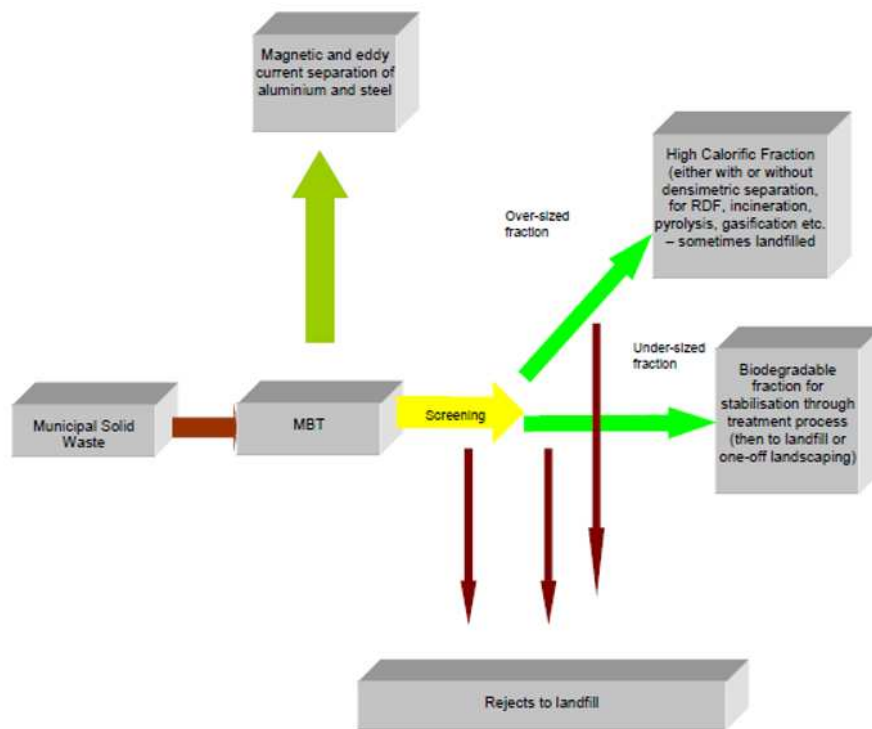 Magnetic and eddy
current separation of
aluminium and steel
High Calorific Fraction
(either with or without
densimetric separation,
for RDF, incineration,
pyrolysis, gasification etc.
– sometimes landfilled
Over-sized
fraction
Under-sized
fraction
Biodegradable
fraction for
stabilisation through
treatment process
(then to landfill or
one-off landscaping)
Municipal Solid
Waste
MBT
Screening
Rejects to landfill